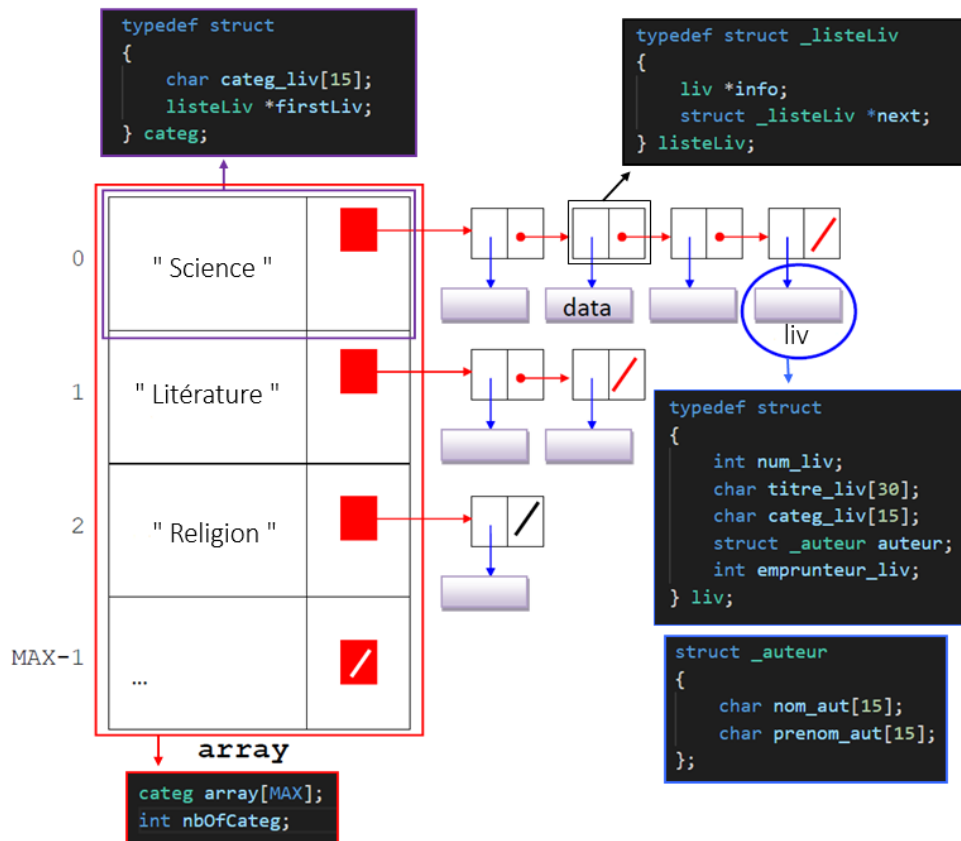 typedef struct
{
char categ_liv[15];
listeLiv *firstLiv;
} categ;
typedef struct _listeLiv
{
liv *info;
struct _listeLiv *next;
} listeLiv;
0
" Science "
data
liv
1
" Litérature "
2
" Religion "
MAX-1
...
array
categ array[MAX];
int nbOfCateg;
typedef struct
{
int num_liv;
char titre_liv[30];
char categ_liv[15];
struct _auteur auteur;
int emprunteur_liv;
} liv;
struct _auteur
{
char nom_aut[15];
char prenom_aut[15];
};